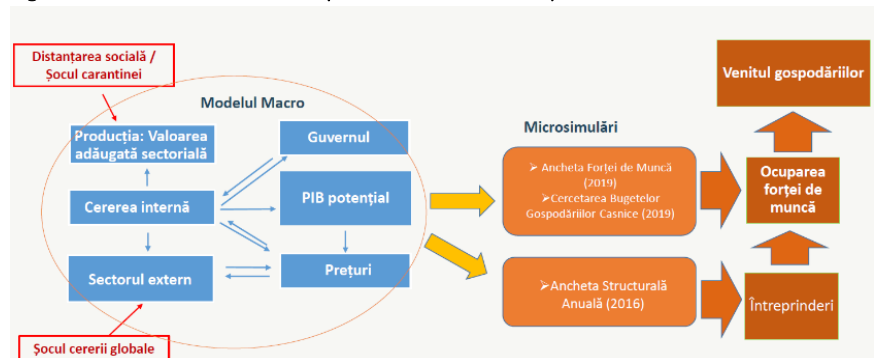 Distanțarea socială /
Șocul carantinei
Modelul Macro
Producția: Valoarea
adăugată sectorială
Guvernul
Cererea internă
PIB potențial
Sectorul extern
Prețuri
Șocul cererii globale
Microsimulări
➢ Ancheta Forței de Muncă
(2019)
➢Cercetarea Bugetelor
Gospodăriilor Casnice (2019)
➢Ancheta Structurală
Anuală (2016)
Venitul gospodăriilor
Ocuparea
forței de
muncă
Întreprinderi